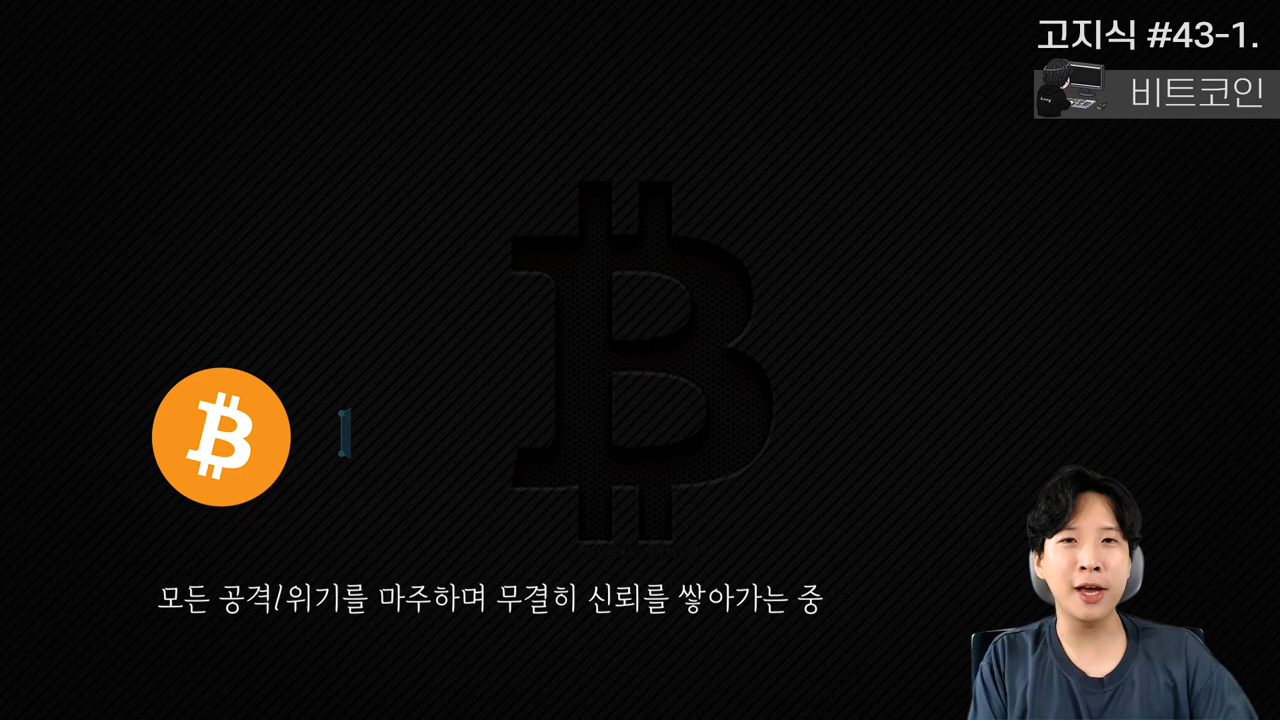 고지식 #43-1.
비트코인
모든 공격/위기를 마주하며 무결히 신뢰를 쌓아가는 중